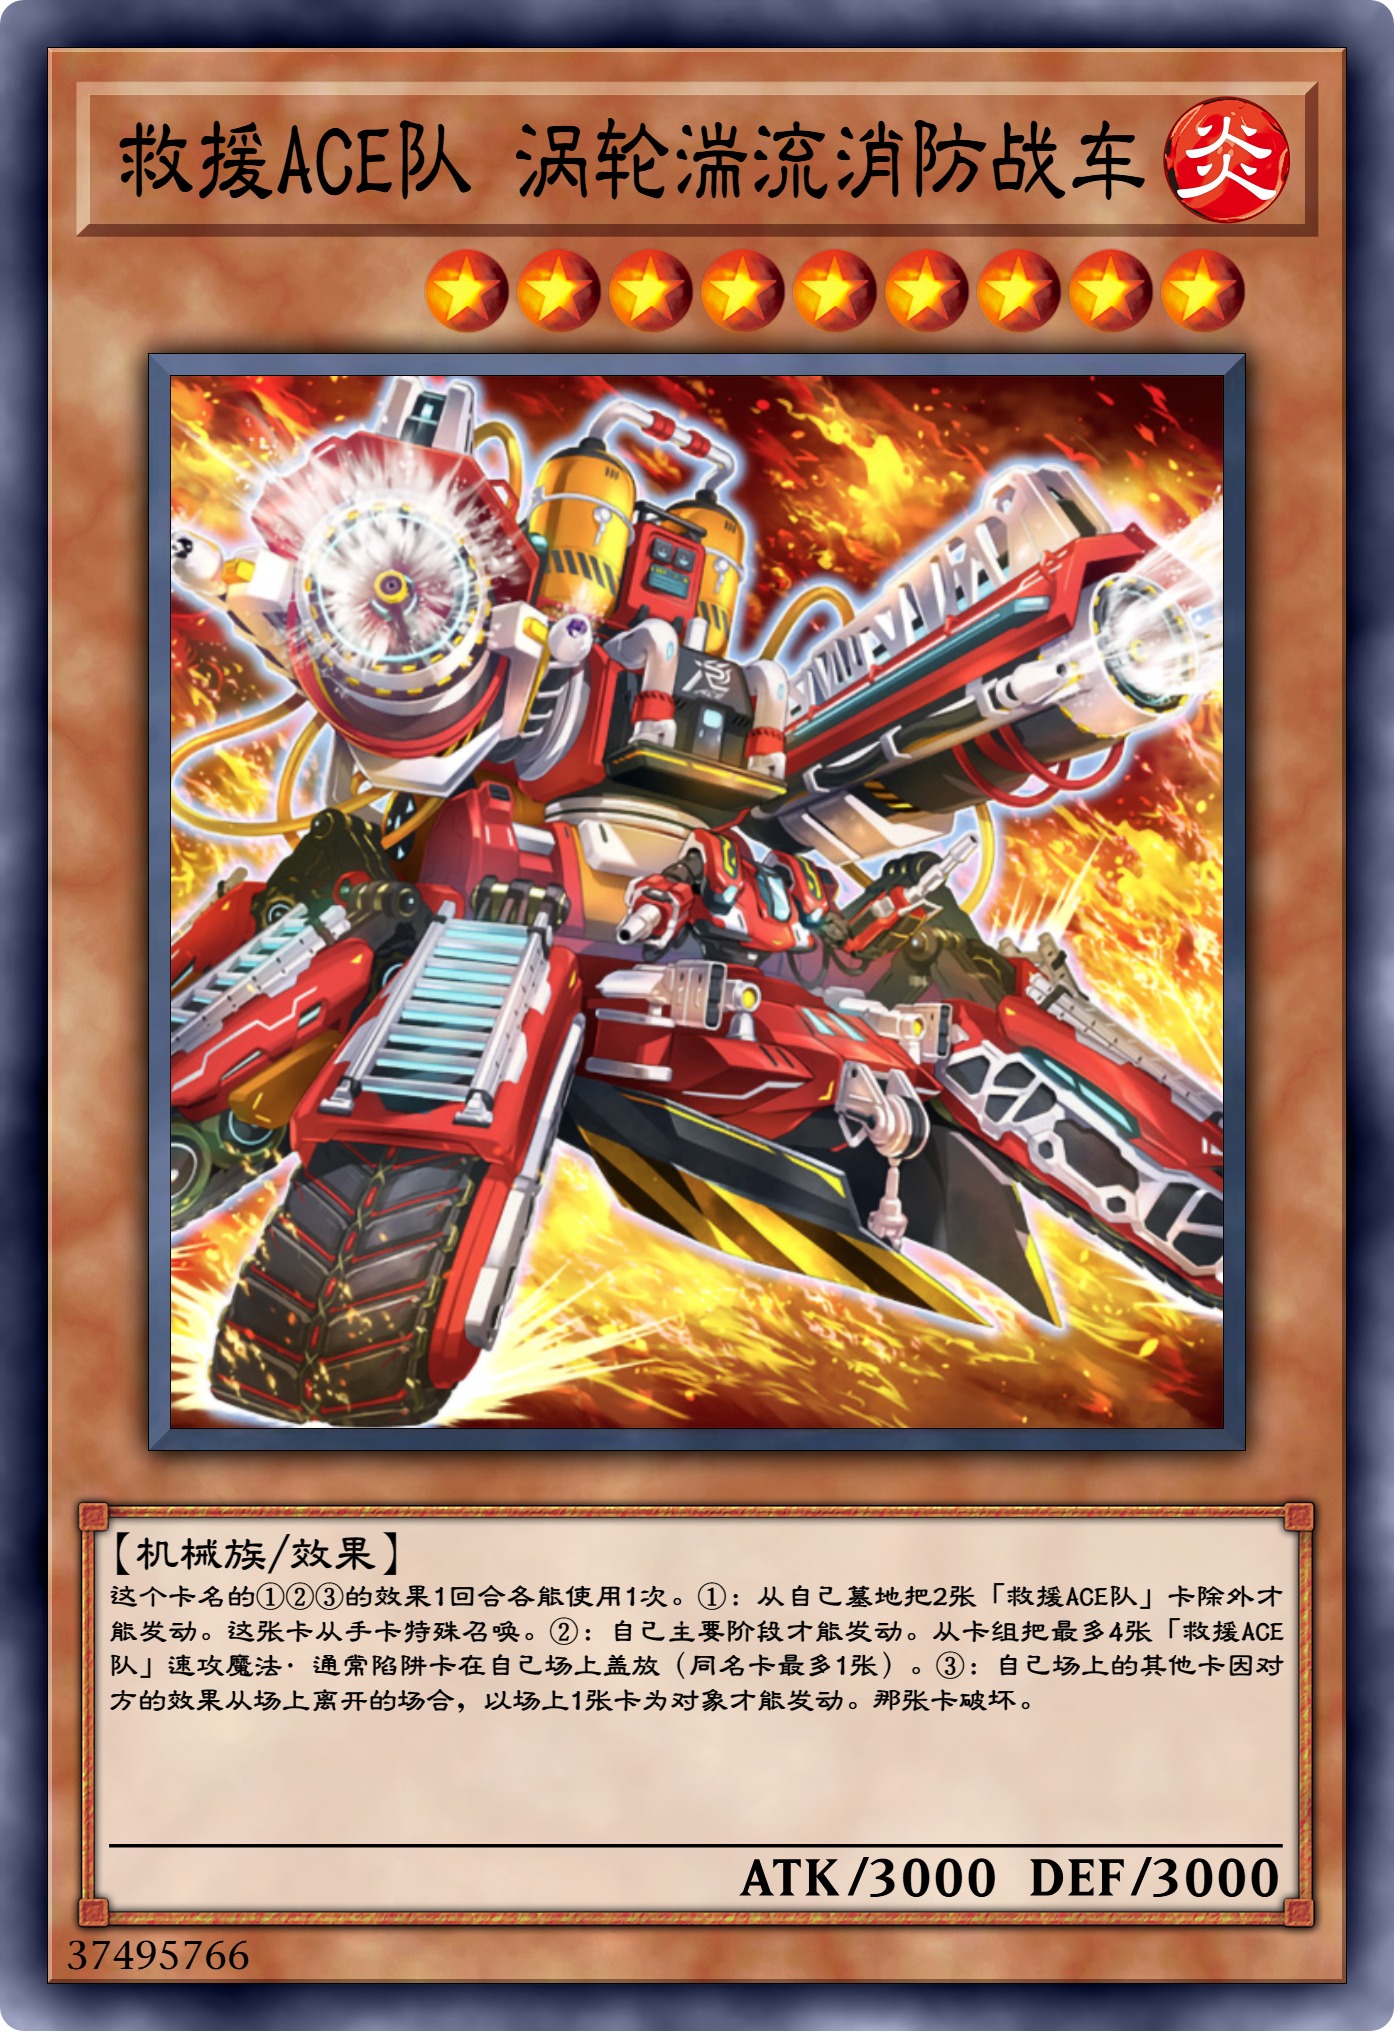 救援ACE队 涡轮湍流消防战车 炎
【机械族/效果】
这个卡名的①②③的效果1回合各能使用1次。①：从自己墓地把2张「救援ACE队」卡除外才
能发动。这张卡从手卡特殊召唤。②：自己主要阶段才能发动。从卡组把最多4张「救援ACE
队」速攻魔法·通常陷阱卡在自己场上盖放（同名卡最多1张）。③：自己场上的其他卡因对
方的效果从场上离开的场合，以场上1张卡为对象才能发动。那张卡破坏。
ATK/3000 DEF/3000
37495766